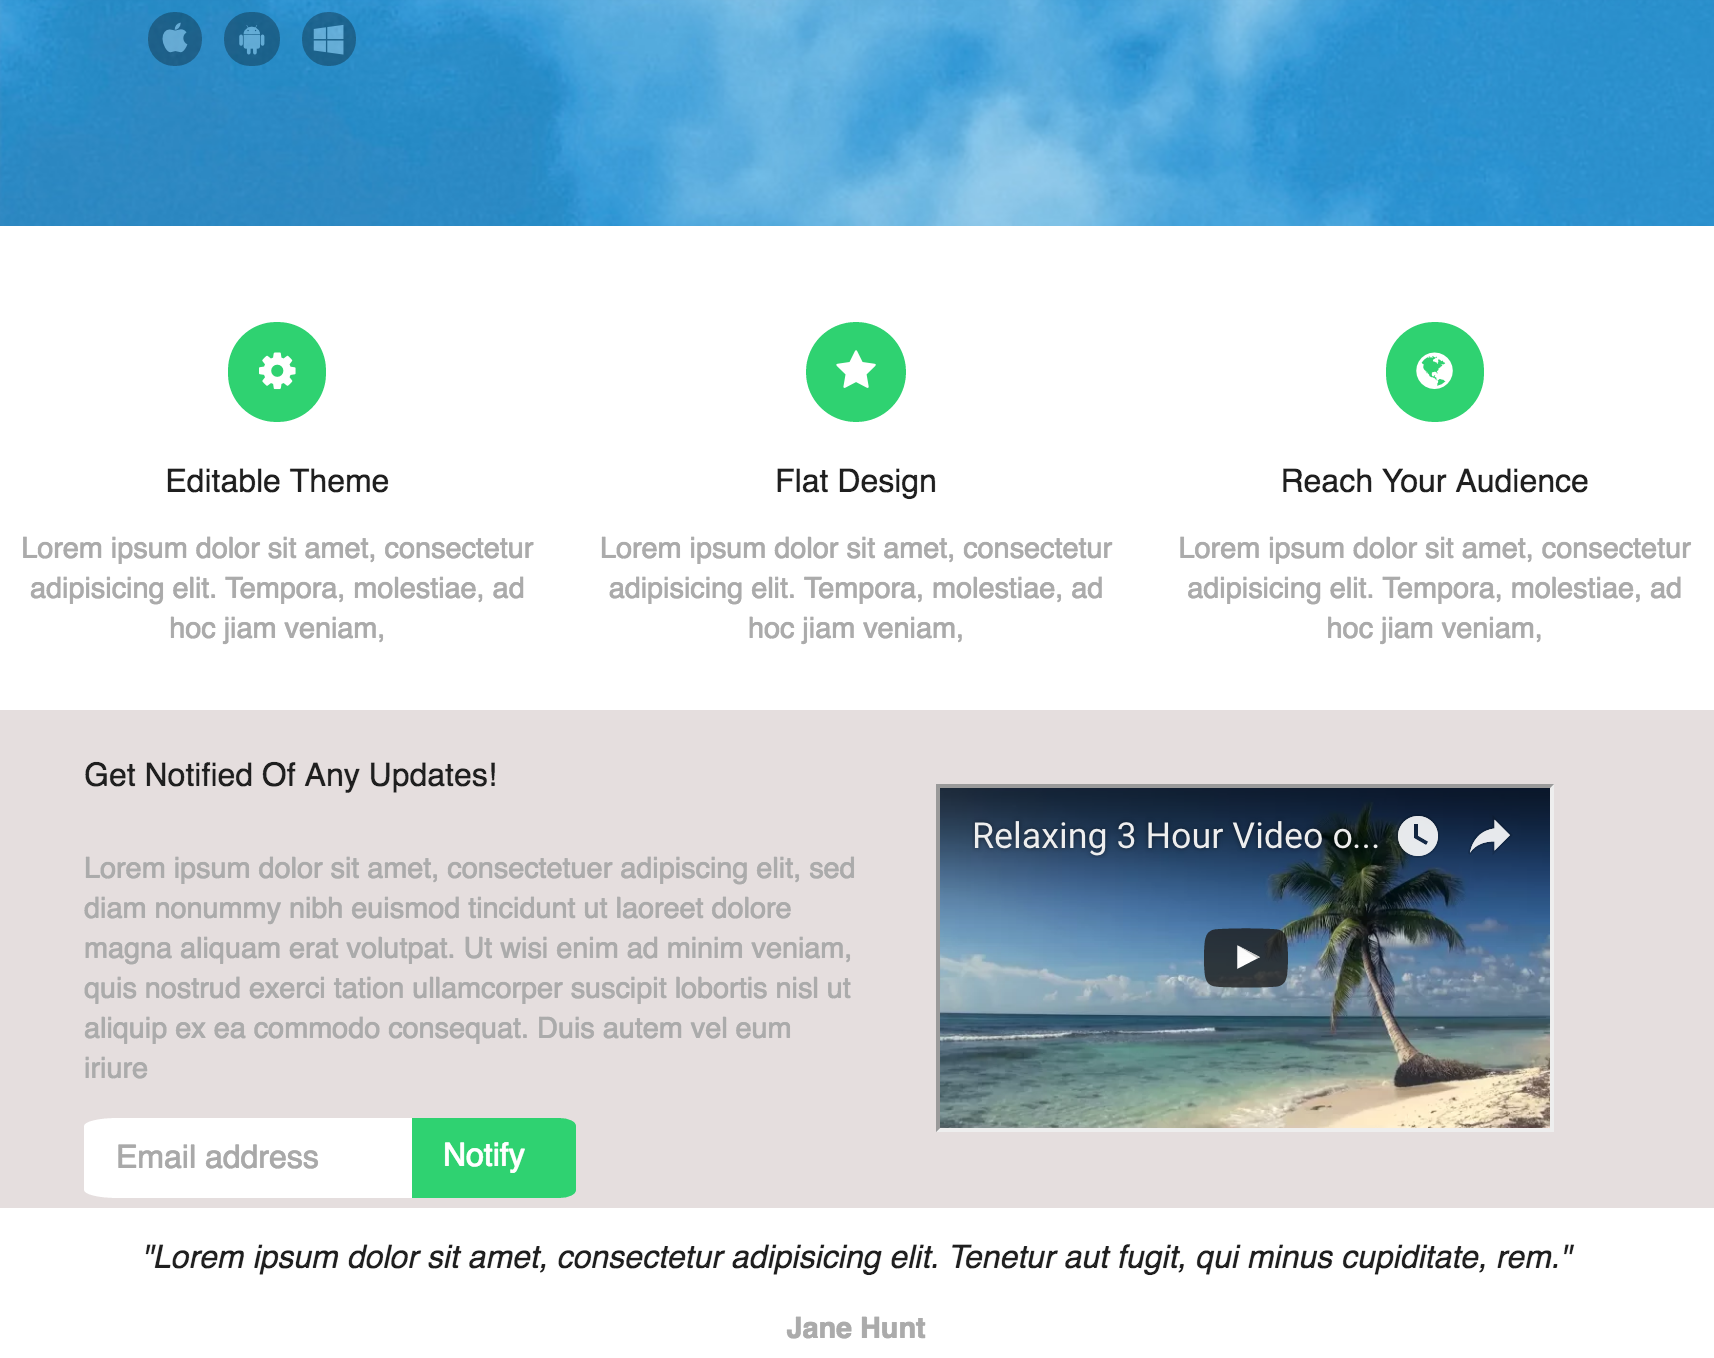 Editable Theme
Lorem ipsum dolor sit amet, consectetur
adipisicing elit. Tempora, molestiae, ad
hoc jiam veniam,
Flat Design
Lorem ipsum dolor sit amet, consectetur
adipisicing elit. Tempora, molestiae, ad
hoc jiam veniam,
Reach Your Audience
Lorem ipsum dolor sit amet, consectetur
adipisicing elit. Tempora, molestiae, ad
hoc jiam veniam,
Get Notified Of Any Updates!
Lorem ipsum dolor sit amet, consectetuer adipiscing elit, sed
diam nonummy nibh euismod tincidunt ut laoreet dolore
magna aliquam erat volutpat. Ut wisi enim ad minim veniam,
quis nostrud exerci tation ullamcorper suscipit lobortis nisl ut
aliquip ex ea commodo consequat. Duis autem vel eum
iriure
Email address
Notify
Relaxing 3 Hour Video o...
"Lorem ipsum dolor sit amet, consectetur adipisicing elit. Tenetur aut fugit, qui minus cupiditate, rem."
Jane Hunt